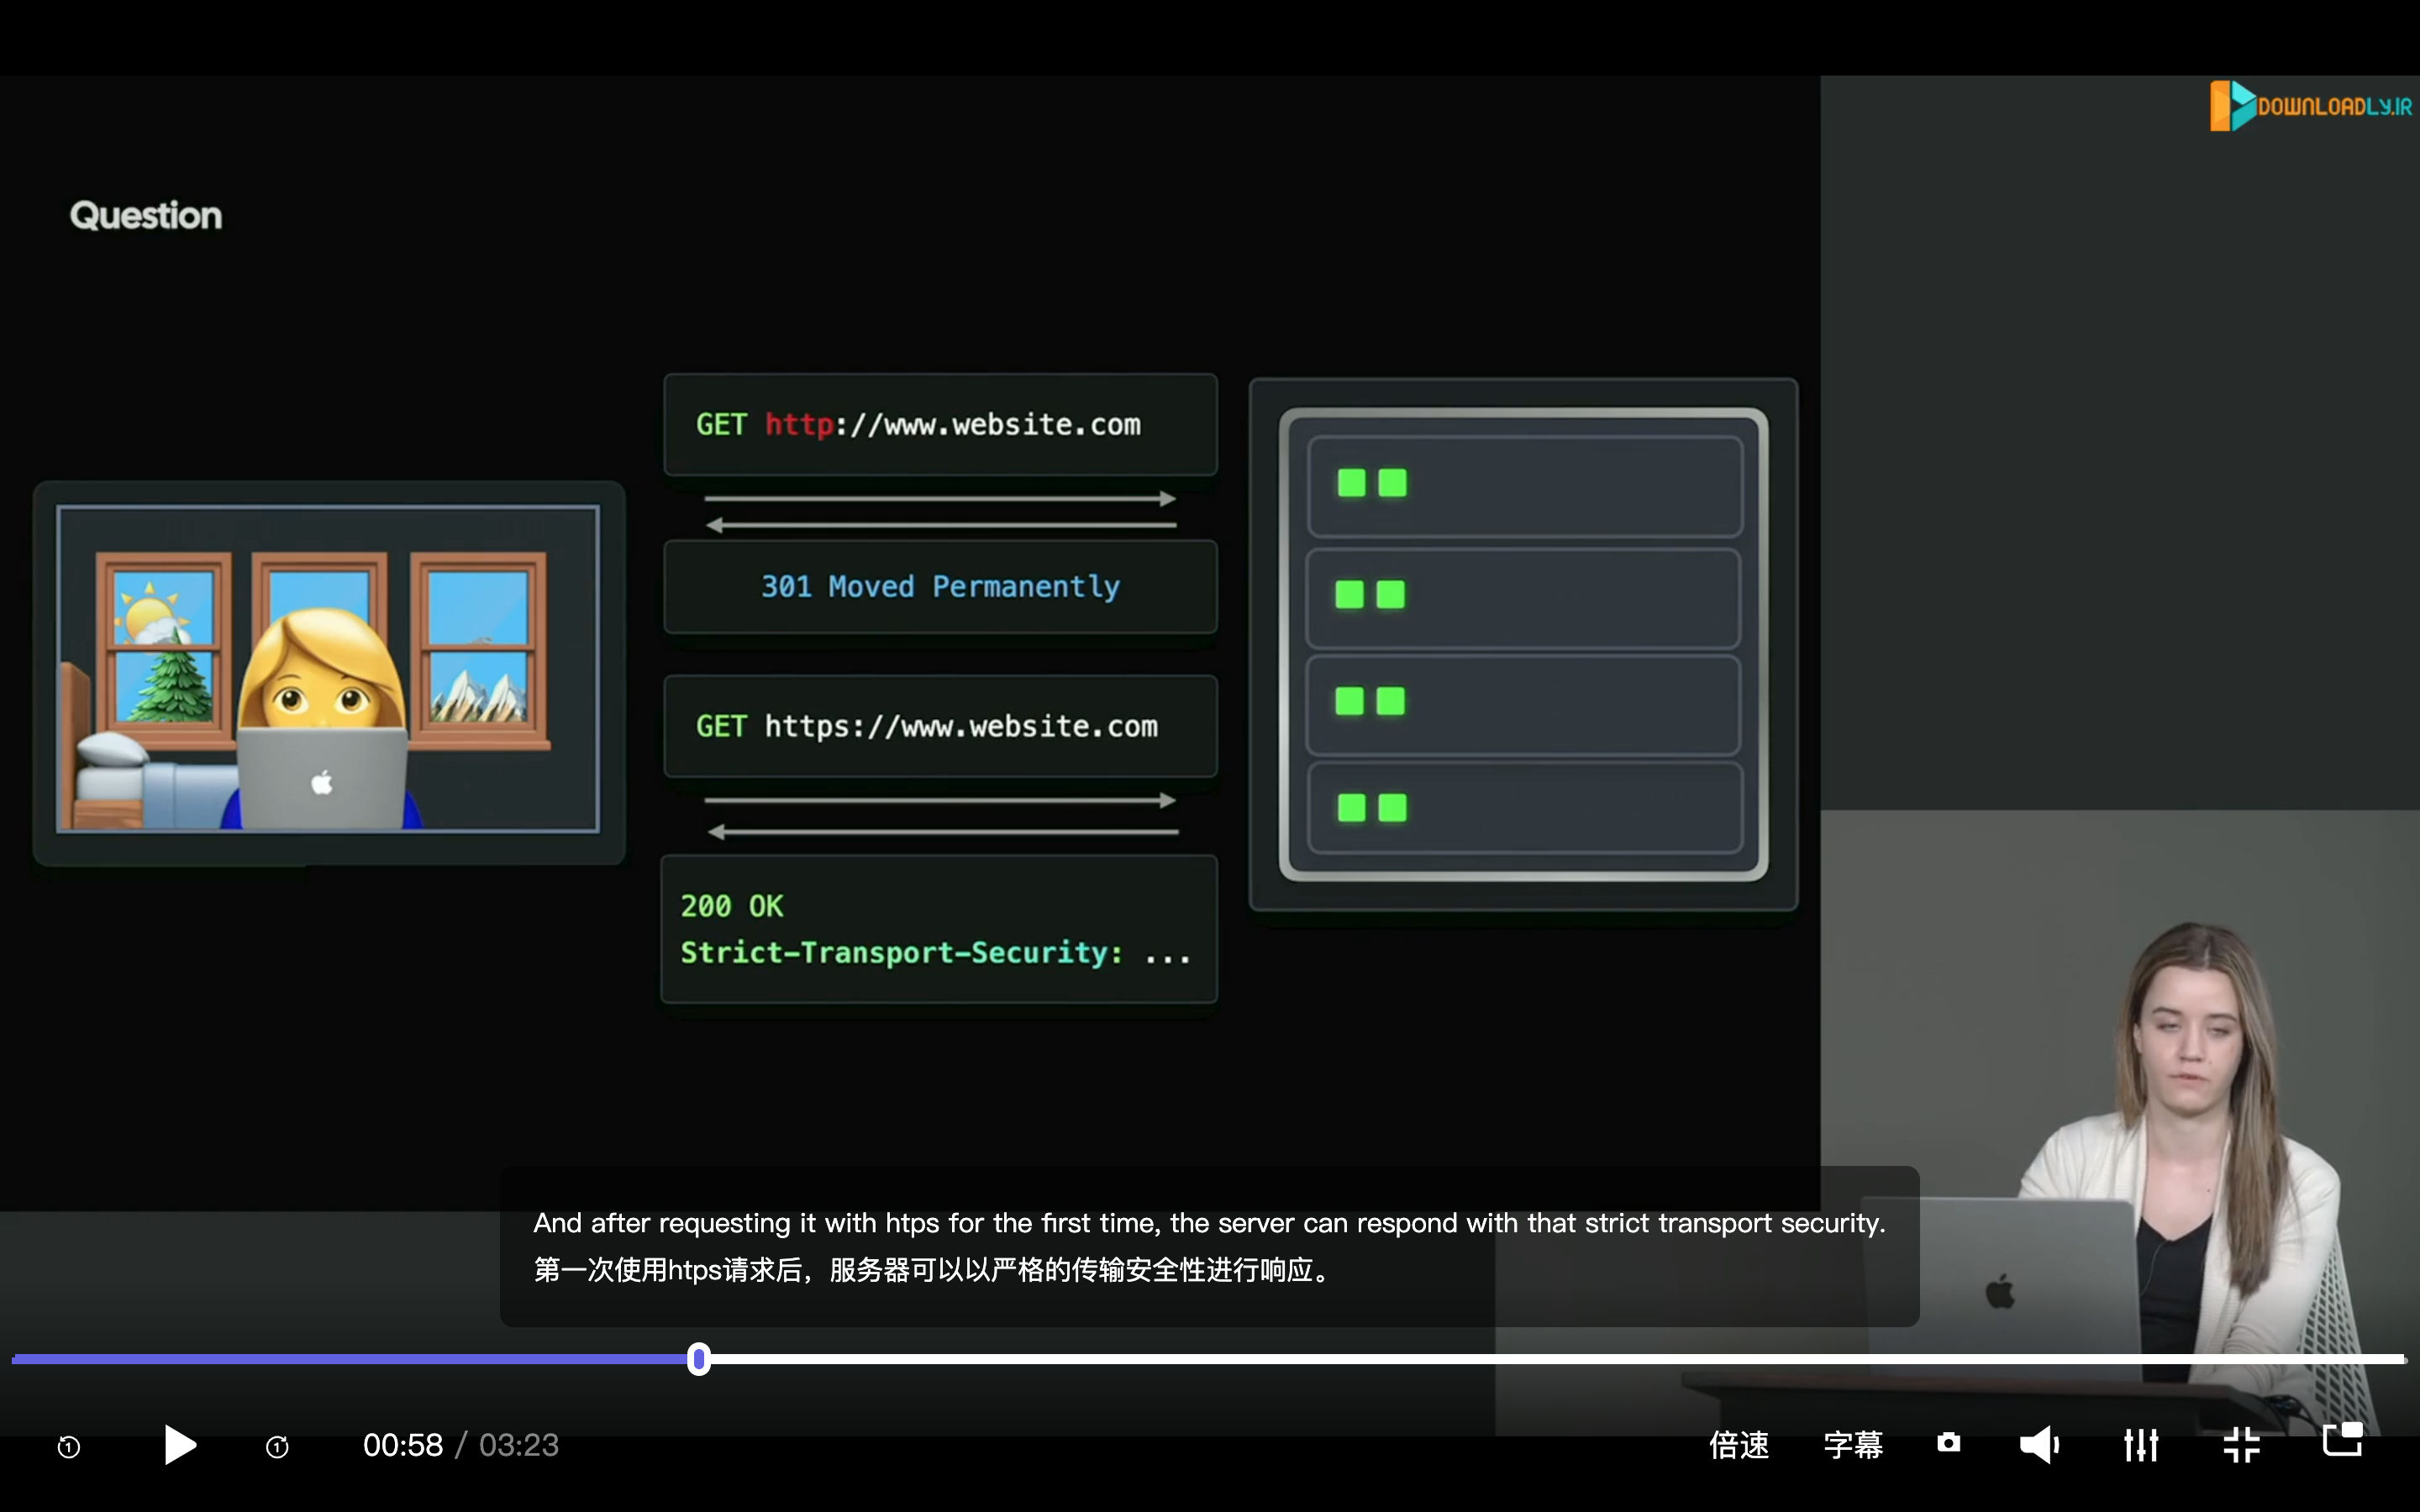 DOWNLOADLY.IR
Question
GET http://www.website.com
301 Moved Permanently
GET https://www.website.com
200 OK
Strict-Transport-Security: ...
And after requesting it with htps for the first time, the server can respond with that strict transport security.
第一次使用htps请求后，服务器可以以严格的传输安全性进行响应。
1
1
00:58 / 03:23
倍速
字幕